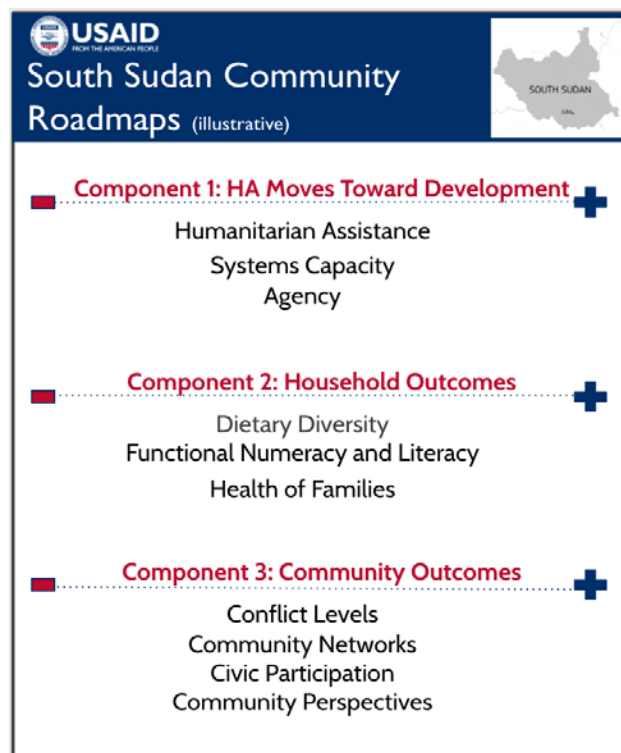 USAID
FROM THE AMERICAN PEOPLE
South Sudan Community
Roadmaps (illustrative)
SOUTH SUDAN
Component 1: HA Moves Toward Development
Humanitarian Assistance
Systems Capacity
Agency
Component 2: Household Outcomes
Dietary Diversity
Functional Numeracy and Literacy
Health of Families
Component 3: Community Outcomes
Conflict Levels
Community Networks
Civic Participation
Community Perspectives